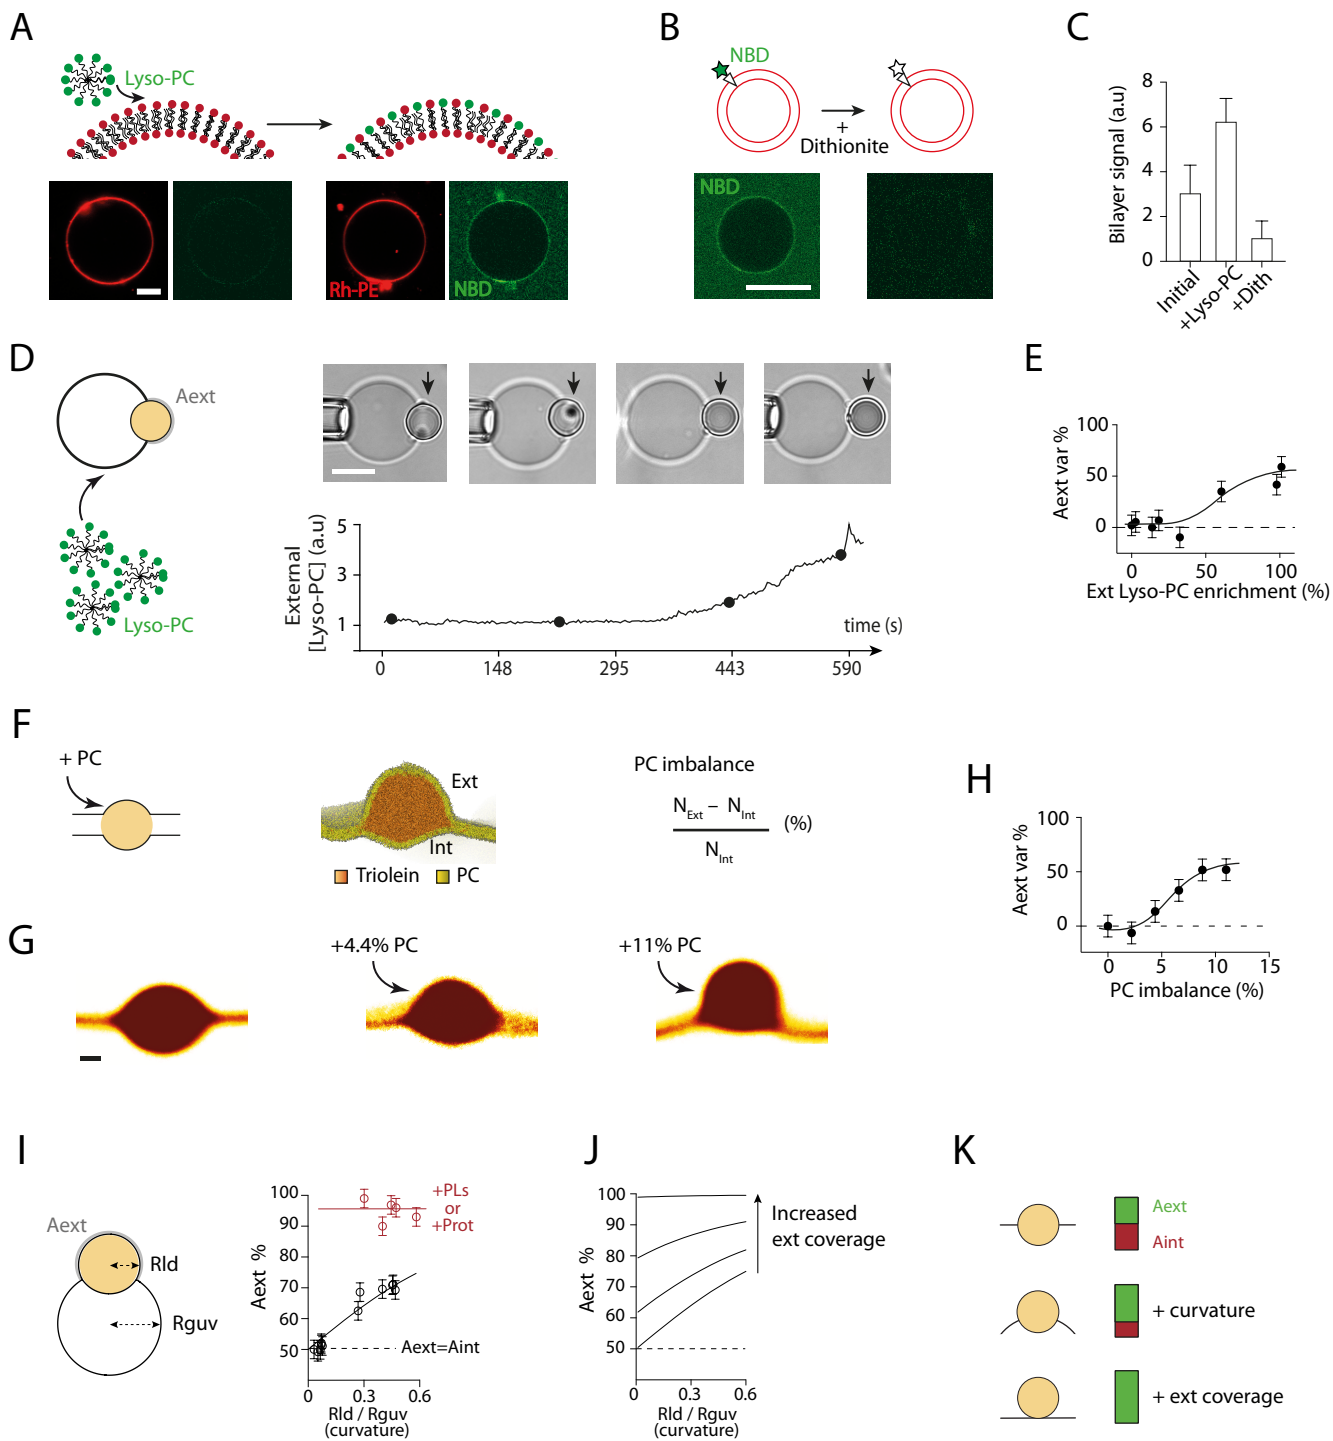 A
Lyso-PC
Rh-PE
NBD
B
NBD
+
Dithionite
NBD
C
Bilayer signal (a.u)
8
6
4
2
0
Initial
+Lyso-PC
+Dith
D
Aext
Lyso-PC
External
[Lyso-PC] (a.u)
5
3
1
time (s)
0 148 295 443 590
E
Aext var %
100
50
0
0 50 100
Ext Lyso-PC enrichment (%)
F
+ PC
Ext
Int
Triolein PC
PC imbalance
NExt – NInt
NInt
(%)
G
+4.4% PC
+11% PC
H
Aext var %
100
50
0
0 5 10 15
PC imbalance (%)
I
Aext
Rld
Rguv
Aext %
100
90
80
70
60
50
+PLs
or
+Prot
Aext=Aint
0 0.3 0.6
Rld / Rguv
(curvature)
J
Aext %
100
90
80
70
60
50
Increased
ext coverage
0 0.3 0.6
Rld / Rguv
(curvature)
K
Aext
Aint
+ curvature
+ ext coverage